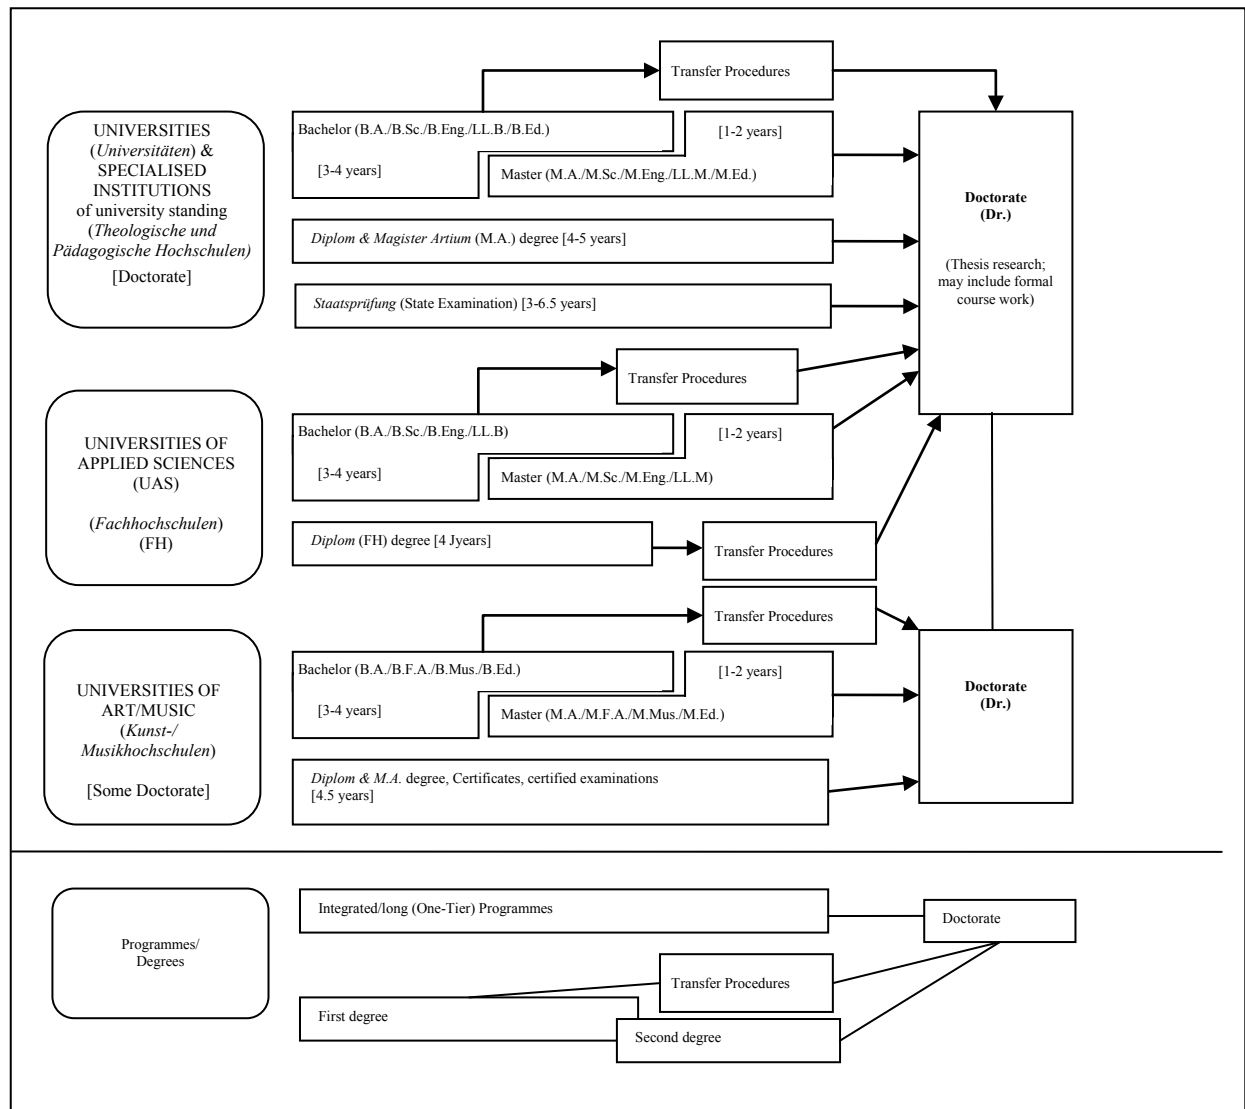 Transfer Procedures
UNIVERSITIES
(Universitäten) &
SPECIALISED
INSTITUTIONS
of university standing
(Theologische und
Pädagogische Hochschulen)
[Doctorate]
Bachelor (B.A./B.Sc./B.Eng./LL.B./B.Ed.)
[3-4 years]
[1-2 years]
Master (M.A./M.Sc./M.Eng./LL.M./M.Ed.)
Diplom & Magister Artium (M.A.) degree [4-5 years]
Staatsprüfung (State Examination) [3-6.5 years]
Doctorate
(Dr.)
(Thesis research;
may include formal
course work)
Transfer Procedures
UNIVERSITIES OF
APPLIED SCIENCES
(UAS)
(Fachhochschulen)
(FH)
Bachelor (B.A./B.Sc./B.Eng./LL.B)
[3-4 years]
[1-2 years]
Master (M.A./M.Sc./M.Eng./LL.M)
Diplom (FH) degree [4 Jyears]
Transfer Procedures
Transfer Procedures
UNIVERSITIES OF
ART/MUSIC
(Kunst-/
Musikhochschulen)
[Some Doctorate]
Bachelor (B.A./B.F.A./B.Mus./B.Ed.)
[3-4 years]
[1-2 years]
Master (M.A./M.F.A./M.Mus./M.Ed.)
Diplom & M.A. degree, Certificates, certified examinations
[4.5 years]
Doctorate
(Dr.)
Programmes/
Degrees
Integrated/long (One-Tier) Programmes
Doctorate
Transfer Procedures
First degree
Second degree